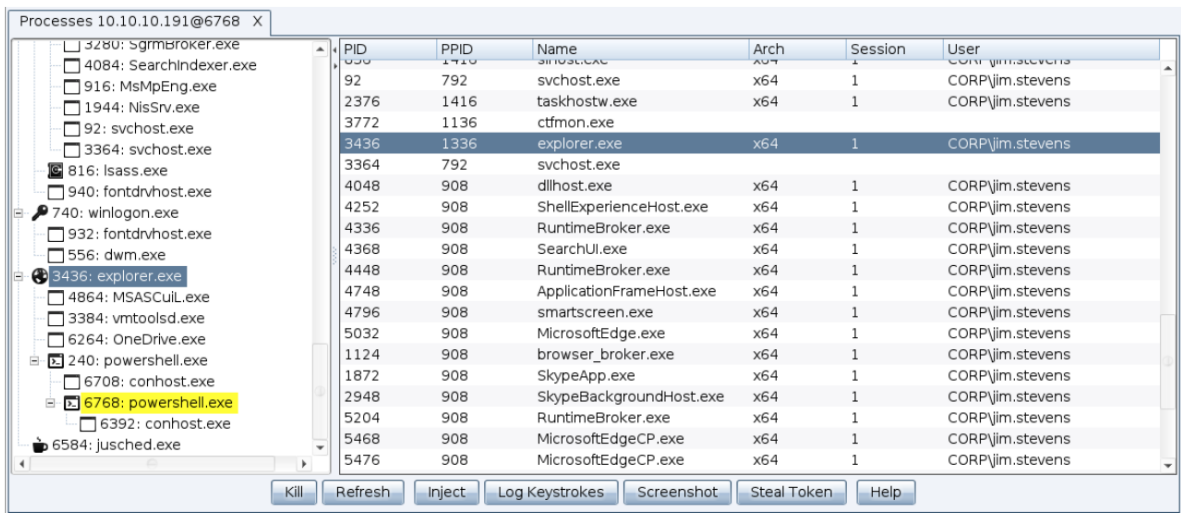 Processes 10.10.10.191@6768 X
3280: SgrmBroker.exe
4084: SearchIndexer.exe
916: MsMpEng.exe
1944: NisSrv.exe
92: svchost.exe
3364: svchost.exe
816: lsass.exe
940: fontdrvhost.exe
740: winlogon.exe
932: fontdrvhost.exe
556: dwm.exe
3436: explorer.exe
4864: MSASCuiL.exe
3384: vmtoolsd.exe
6264: OneDrive.exe
240: powershell.exe
6708: conhost.exe
6768: powershell.exe
6392: conhost.exe
6584: jusched.exe
PID PPID Name Arch Session User
856 1416 sihost.exe x64 1 CORP\jim.stevens
92 792 svchost.exe x64 1 CORP\jim.stevens
2376 1416 taskhostw.exe x64 1 CORP\jim.stevens
3772 1136 ctfmon.exe
3436 1336 explorer.exe x64 1 CORP\jim.stevens
3364 792 svchost.exe
4048 908 dllhost.exe x64 1 CORP\jim.stevens
4252 908 ShellExperienceHost.exe x64 1 CORP\jim.stevens
4336 908 RuntimeBroker.exe x64 1 CORP\jim.stevens
4368 908 SearchUI.exe x64 1 CORP\jim.stevens
4448 908 RuntimeBroker.exe x64 1 CORP\jim.stevens
4748 908 ApplicationFrameHost.exe x64 1 CORP\jim.stevens
4796 908 smartscreen.exe x64 1 CORP\jim.stevens
5032 908 MicrosoftEdge.exe x64 1 CORP\jim.stevens
1124 908 browser_broker.exe x64 1 CORP\jim.stevens
1872 908 SkypeApp.exe x64 1 CORP\jim.stevens
2948 908 SkypeBackgroundHost.exe x64 1 CORP\jim.stevens
5204 908 RuntimeBroker.exe x64 1 CORP\jim.stevens
5468 908 MicrosoftEdgeCP.exe x64 1 CORP\jim.stevens
5476 908 MicrosoftEdgeCP.exe x64 1 CORP\jim.stevens
Kill Refresh Inject Log Keystrokes Screenshot Steal Token Help